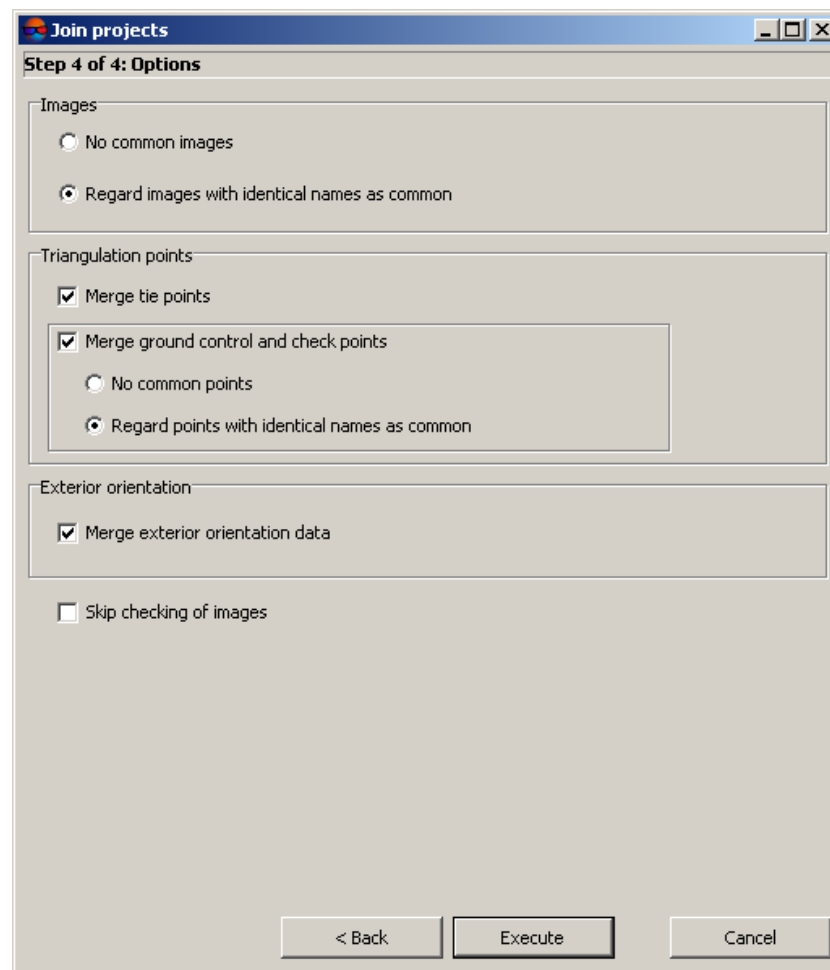 Join projects
Step 4 of 4: Options
Images
No common images
Regard images with identical names as common
Triangulation points
Merge tie points
Merge ground control and check points
No common points
Regard points with identical names as common
Exterior orientation
Merge exterior orientation data
Skip checking of images
< Back Execute Cancel